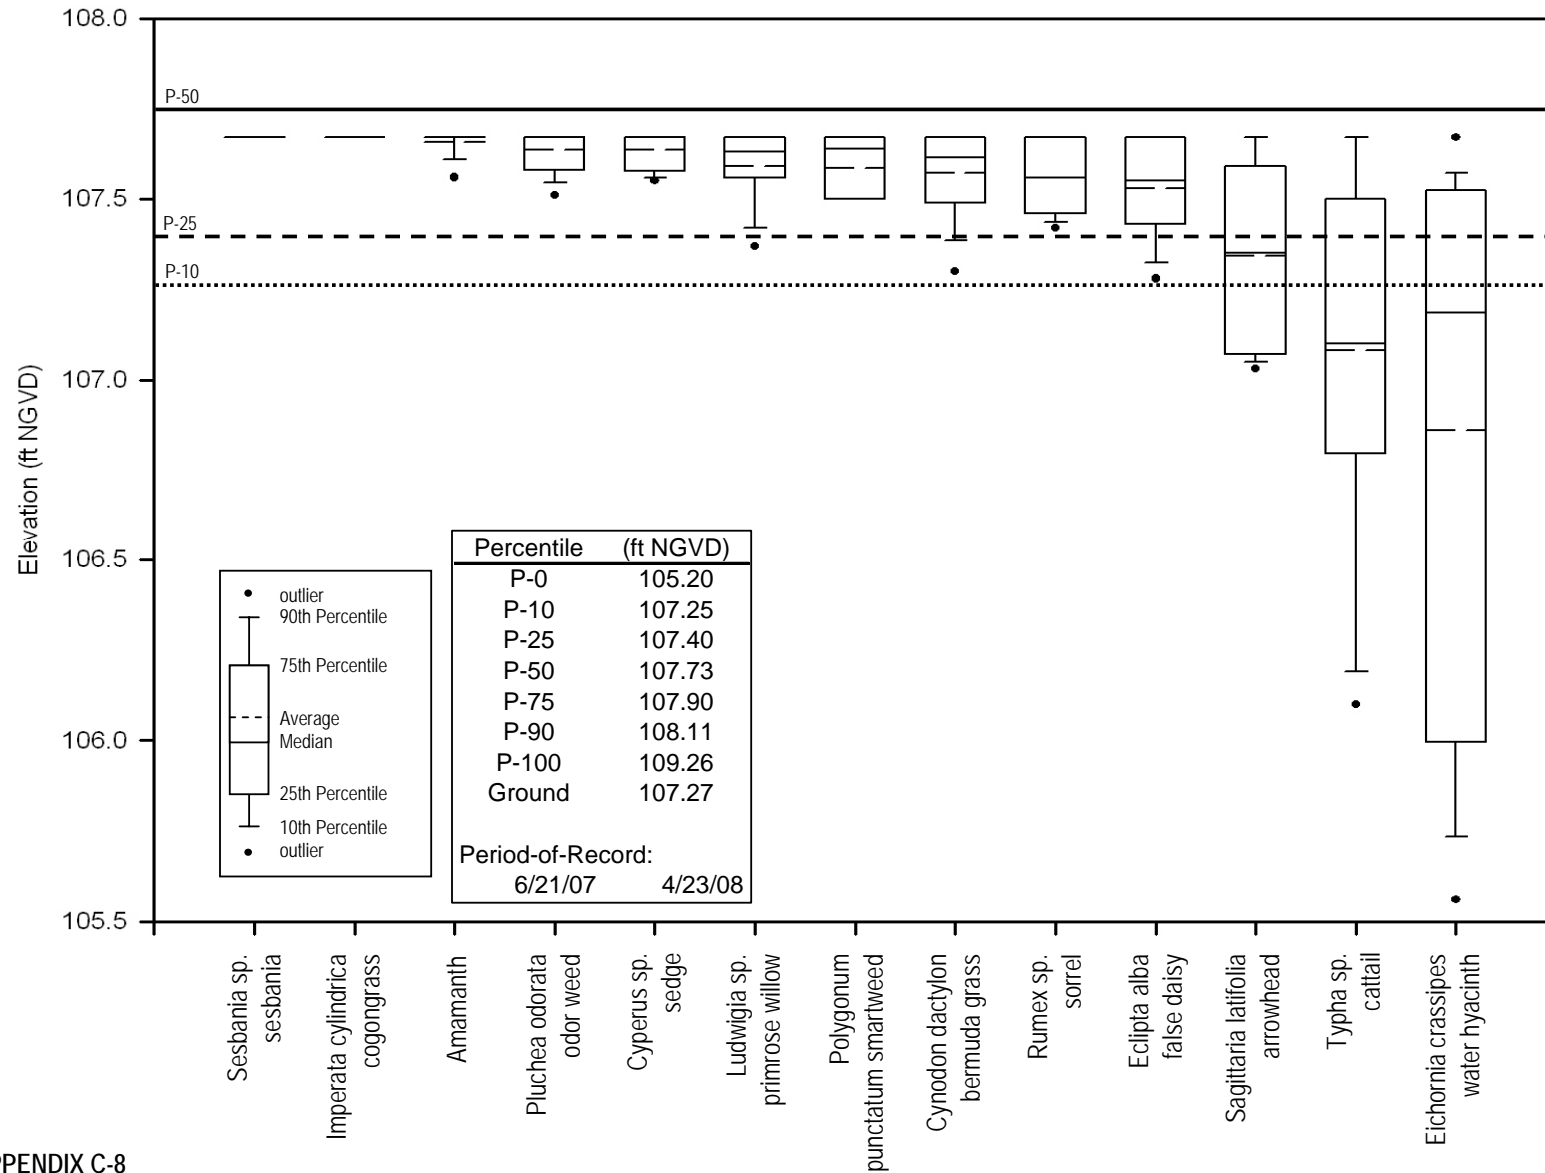 108.0
P-50
107.5
P-25
P-10
107.0
106.5
106.0
105.5
Elevation (ft NGVD)
outlier
90th Percentile
75th Percentile
Average
Median
25th Percentile
10th Percentile
outlier
Percentile (ft NGVD)
P-0 105.20
P-10 107.25
P-25 107.40
P-50 107.73
P-75 107.90
P-90 108.11
P-100 109.26
Ground 107.27
Period-of-Record:
6/21/07 4/23/08
Sesbania sp.
sesbania
Imperata cylindrica
cogongrass
Amamanth
Pluchea odorata
odor weed
Cyperus sp.
sedge
Ludwigia sp.
primrose willow
Polygonum
punctatum smartweed
Cynodon dactylon
bermuda grass
Rumex sp.
sorrel
Eclipta alba
false daisy
Sagittaria latifolia
arrowhead
Typha sp.
cattail
Eichornia crassipes
water hyacinth
PPENDIX C-8